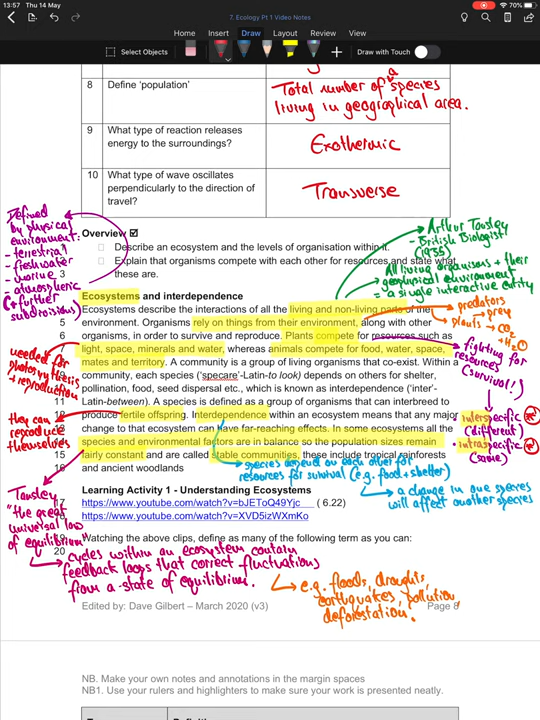 13:57 Thu 14 May
70%
7. Ecology Pt 1 Video Notes
Home Insert Draw Layout Review View
Select Objects
Draw with Touch
8 Define 'population'
Total number of a species
living in geographical area.
9 What type of reaction releases
energy to the surroundings?
Exothermic
10 What type of wave oscillates
perpendicularly to the direction of
travel?
Transverse
Defined
by physical
environment:
- terrestrial
- freshwater
- marine
- atmospheric
(+ further
subdivisions)
Arthur Tansley
- British Biologist
(1935)
All living organisms + their
geophysical environment
= a single interactive entity
Overview
Describe an ecosystem and the levels of organisation within it.
Explain that organisms compete with each other for resources and state what
3 these are.
Ecosystems and interdependence
Ecosystems describe the interactions of all the living and non-living parts of the
5 environment. Organisms rely on things from their environment, along with other
6 organisms, in order to survive and reproduce. Plants compete for resources such as
light, space, minerals and water, whereas animals compete for food, water, space,
mates and territory. A community is a group of living organisms that co-exist. Within a
community, each species ('specare'-Latin-to look) depends on others for shelter,
pollination, food, seed dispersal etc., which is known as interdependence ('inter'-
11 Latin-between). A species is defined as a group of organisms that can interbreed to
produce fertile offspring. Interdependence within an ecosystem means that any major
change to that ecosystem can have far-reaching effects. In some ecosystems all the
species and environmental factors are in balance so the population sizes remain
fairly constant and are called stable communities, these include tropical rainforests
16 and ancient woodlands
predators
→ prey
plants → CO2
+ H2O
fighting for
resources
(survival!)
interspecific
(different)
intraspecific
(same)
needed for
photosynthesis
+ reproduction
they can
reproduce
themselves
species depend on each other for
resources for survival (e.g. food + shelter)
→ a change in one species
will affect another species
Learning Activity 1 - Understanding Ecosystems
17 https://www.youtube.com/watch?v=bJEToQ49Yjc ( 6.22)
18 https://www.youtube.com/watch?v=XVD5izWXmKo
Watching the above clips, define as many of the following term as you can:
20
Tansley
"the great
universal law
of equilibrium"
cycles within an ecosystem contain
feedback loops that correct fluctuations
from a state of equilibrium.
→ e.g. floods, droughts,
earthquakes, pollution,
deforestation.
Edited by: Dave Gilbert – March 2020 (v3) Page 8
NB. Make your own notes and annotations in the margin spaces
NB1. Use your rulers and highlighters to make sure your work is presented neatly.